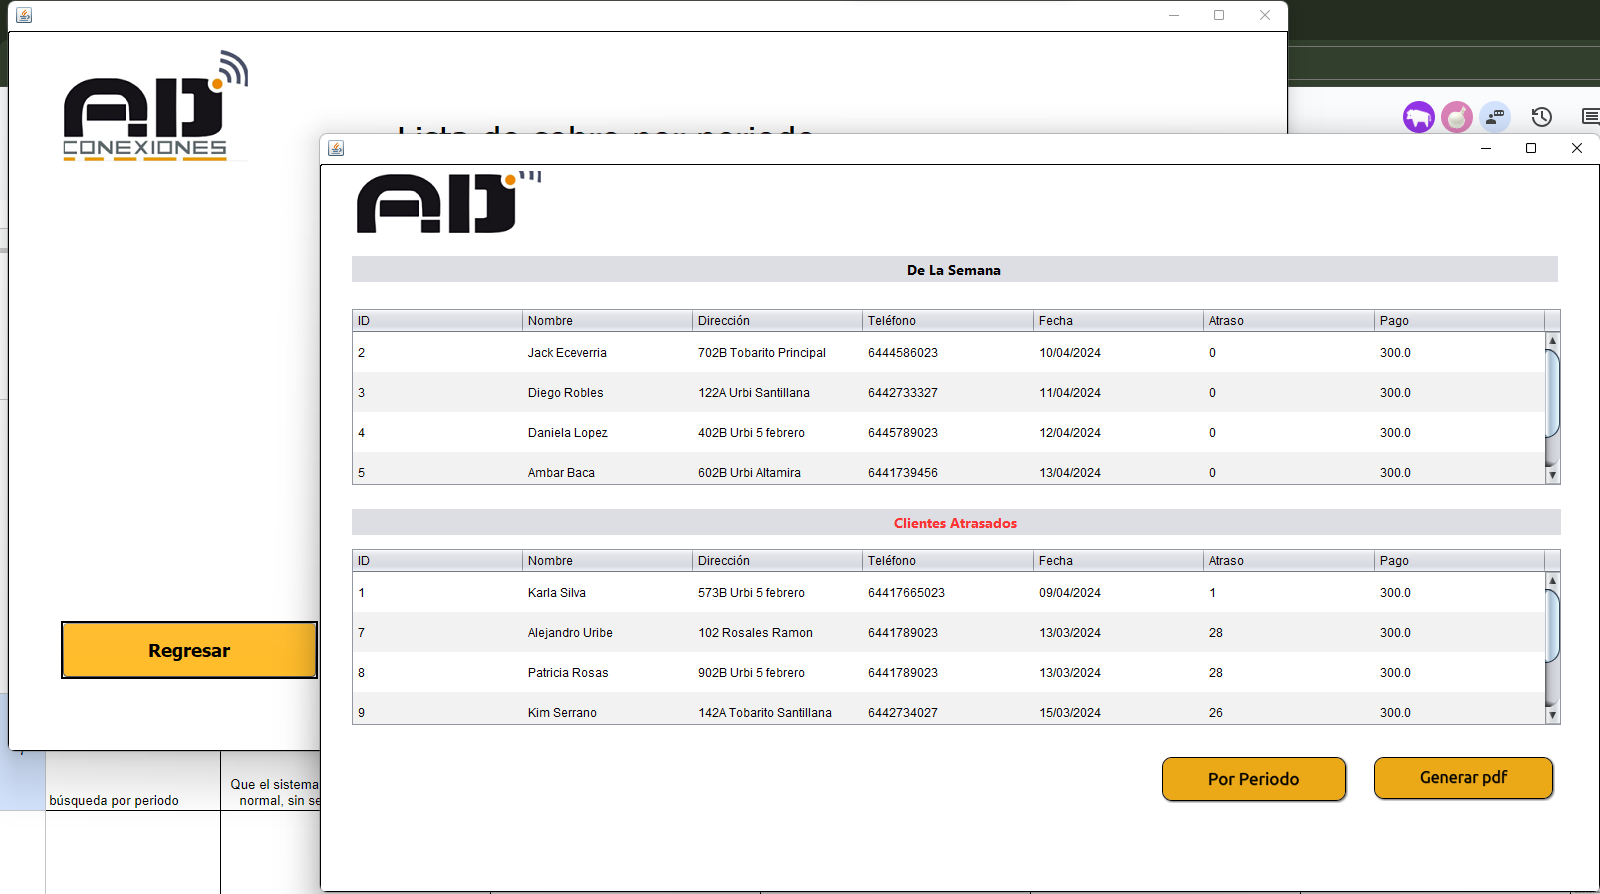 AD
CONEXIONES
Lista de cobro por periodo
AD
De La Semana
ID Nombre Dirección Teléfono Fecha Atraso Pago
2 Jack Eceverria 702B Tobarito Principal 6444586023 10/04/2024 0 300.0
3 Diego Robles 122A Urbi Santillana 6442733327 11/04/2024 0 300.0
4 Daniela Lopez 402B Urbi 5 febrero 6445789023 12/04/2024 0 300.0
5 Ambar Baca 602B Urbi Altamira 6441739456 13/04/2024 0 300.0
Clientes Atrasados
ID Nombre Dirección Teléfono Fecha Atraso Pago
1 Karla Silva 573B Urbi 5 febrero 64417665023 09/04/2024 1 300.0
7 Alejandro Uribe 102 Rosales Ramon 6441789023 13/03/2024 28 300.0
8 Patricia Rosas 902B Urbi 5 febrero 6441789023 13/03/2024 28 300.0
9 Kim Serrano 142A Tobarito Santillana 6442734027 15/03/2024 26 300.0
Por Periodo
Generar pdf
Regresar
búsqueda por periodo
Que el sistema
normal, sin se